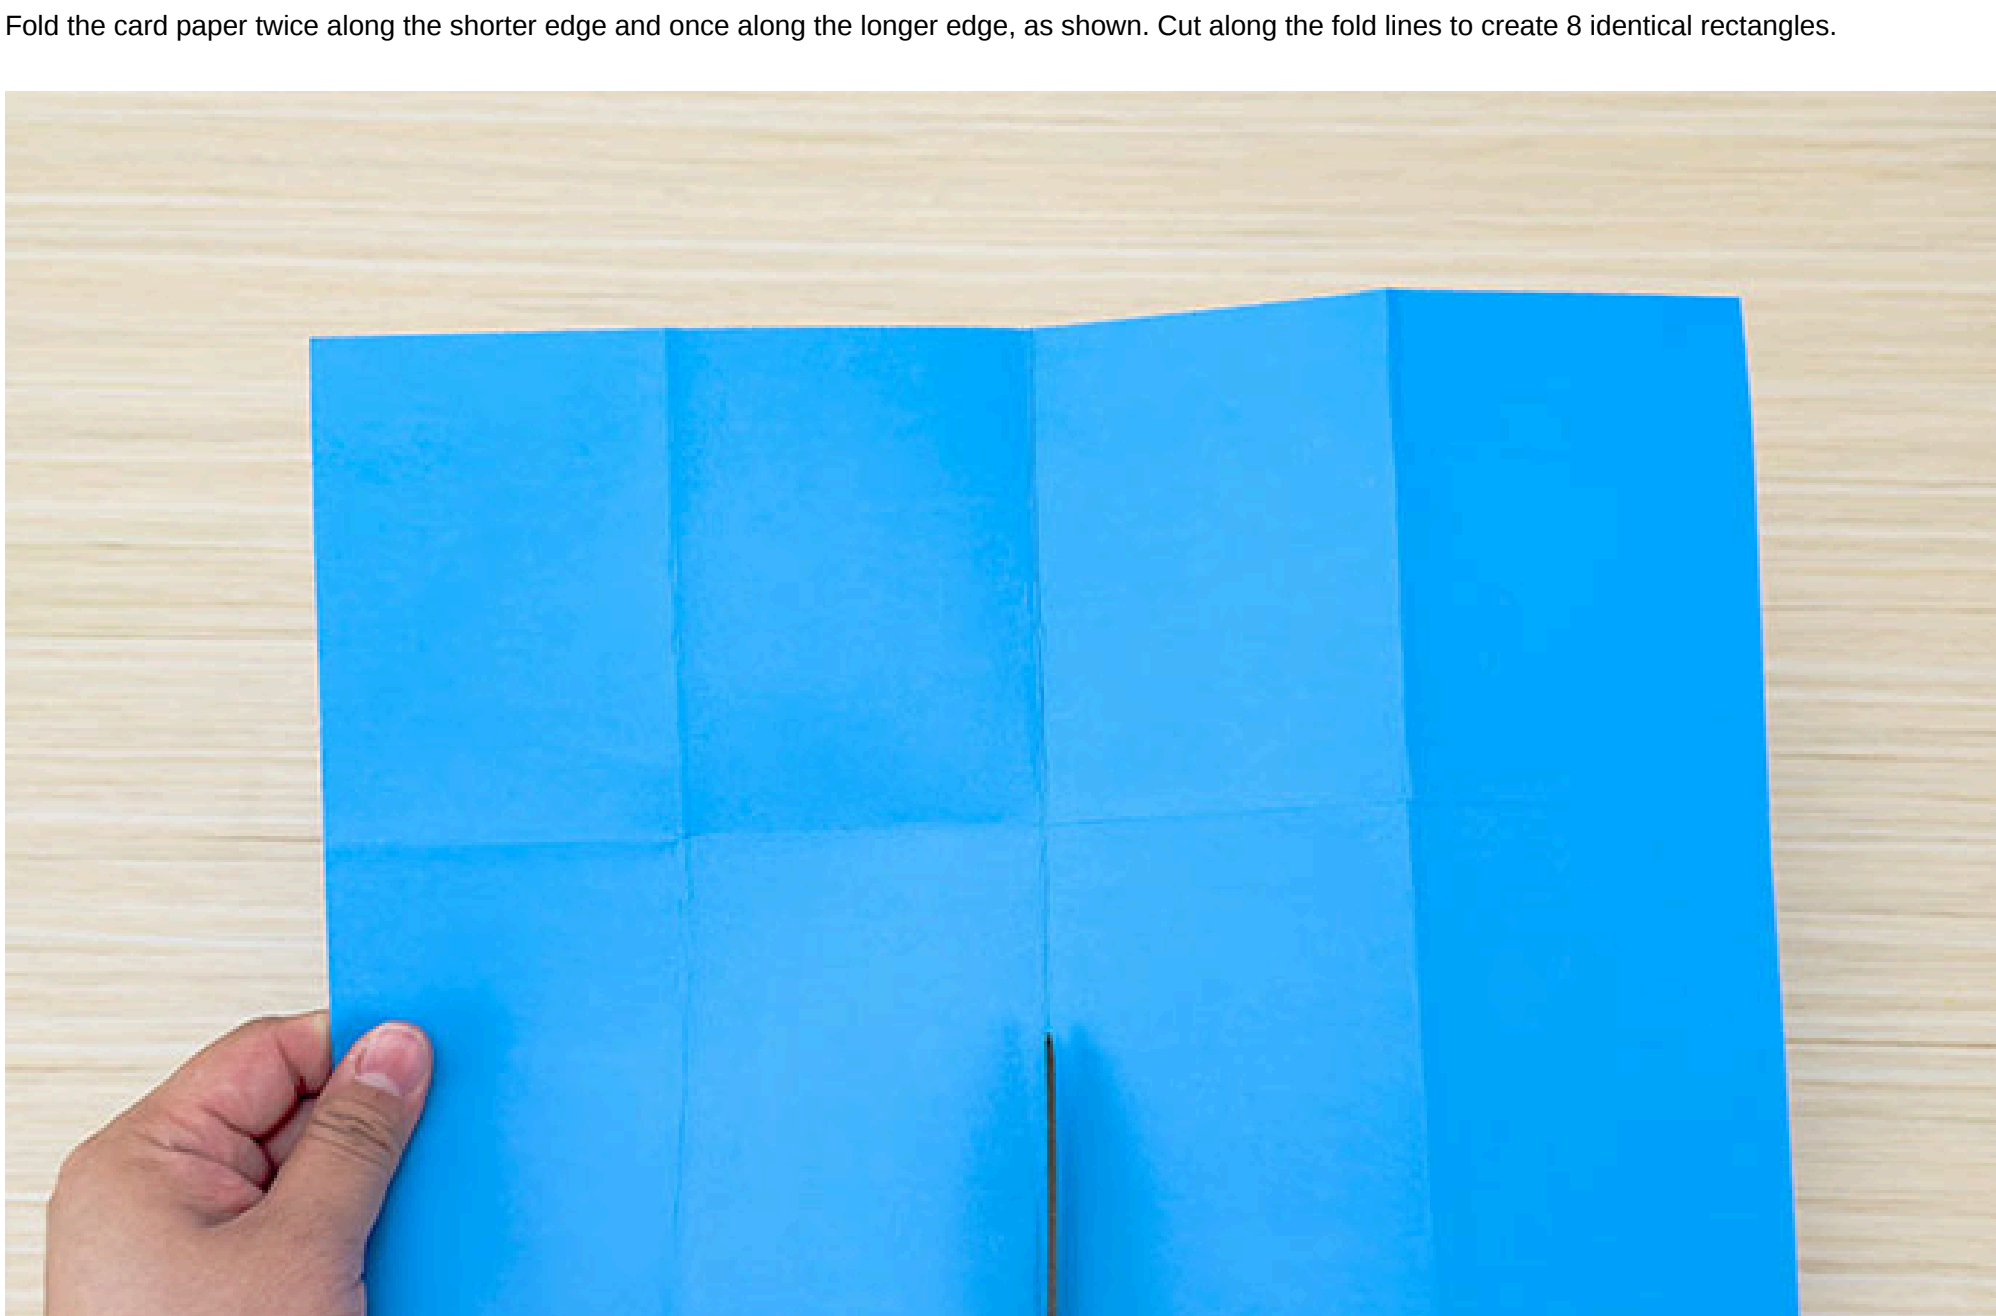 Fold the card paper twice along the shorter edge and once along the longer edge, as shown. Cut along the fold lines to create 8 identical rectangles.